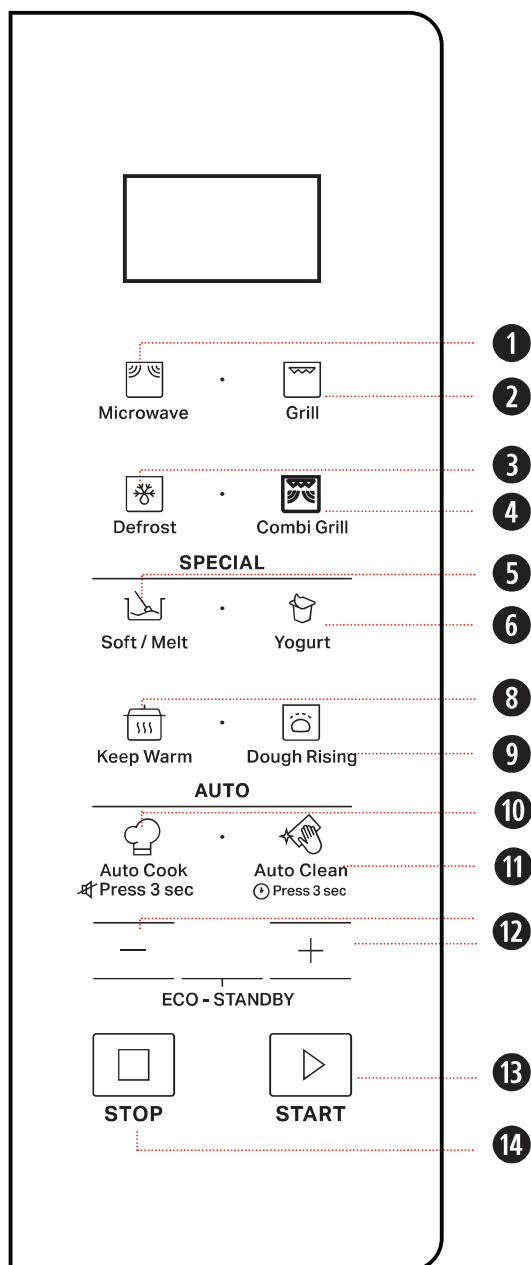 1
Microwave Grill
2
3
Defrost Combi Grill
4
SPECIAL
5
Soft / Melt Yogurt
6
8
Keep Warm Dough Rising
9
AUTO
10
Auto Cook Auto Clean
11
Press 3 sec Press 3 sec
12
− +
ECO - STANDBY
13
STOP START
14